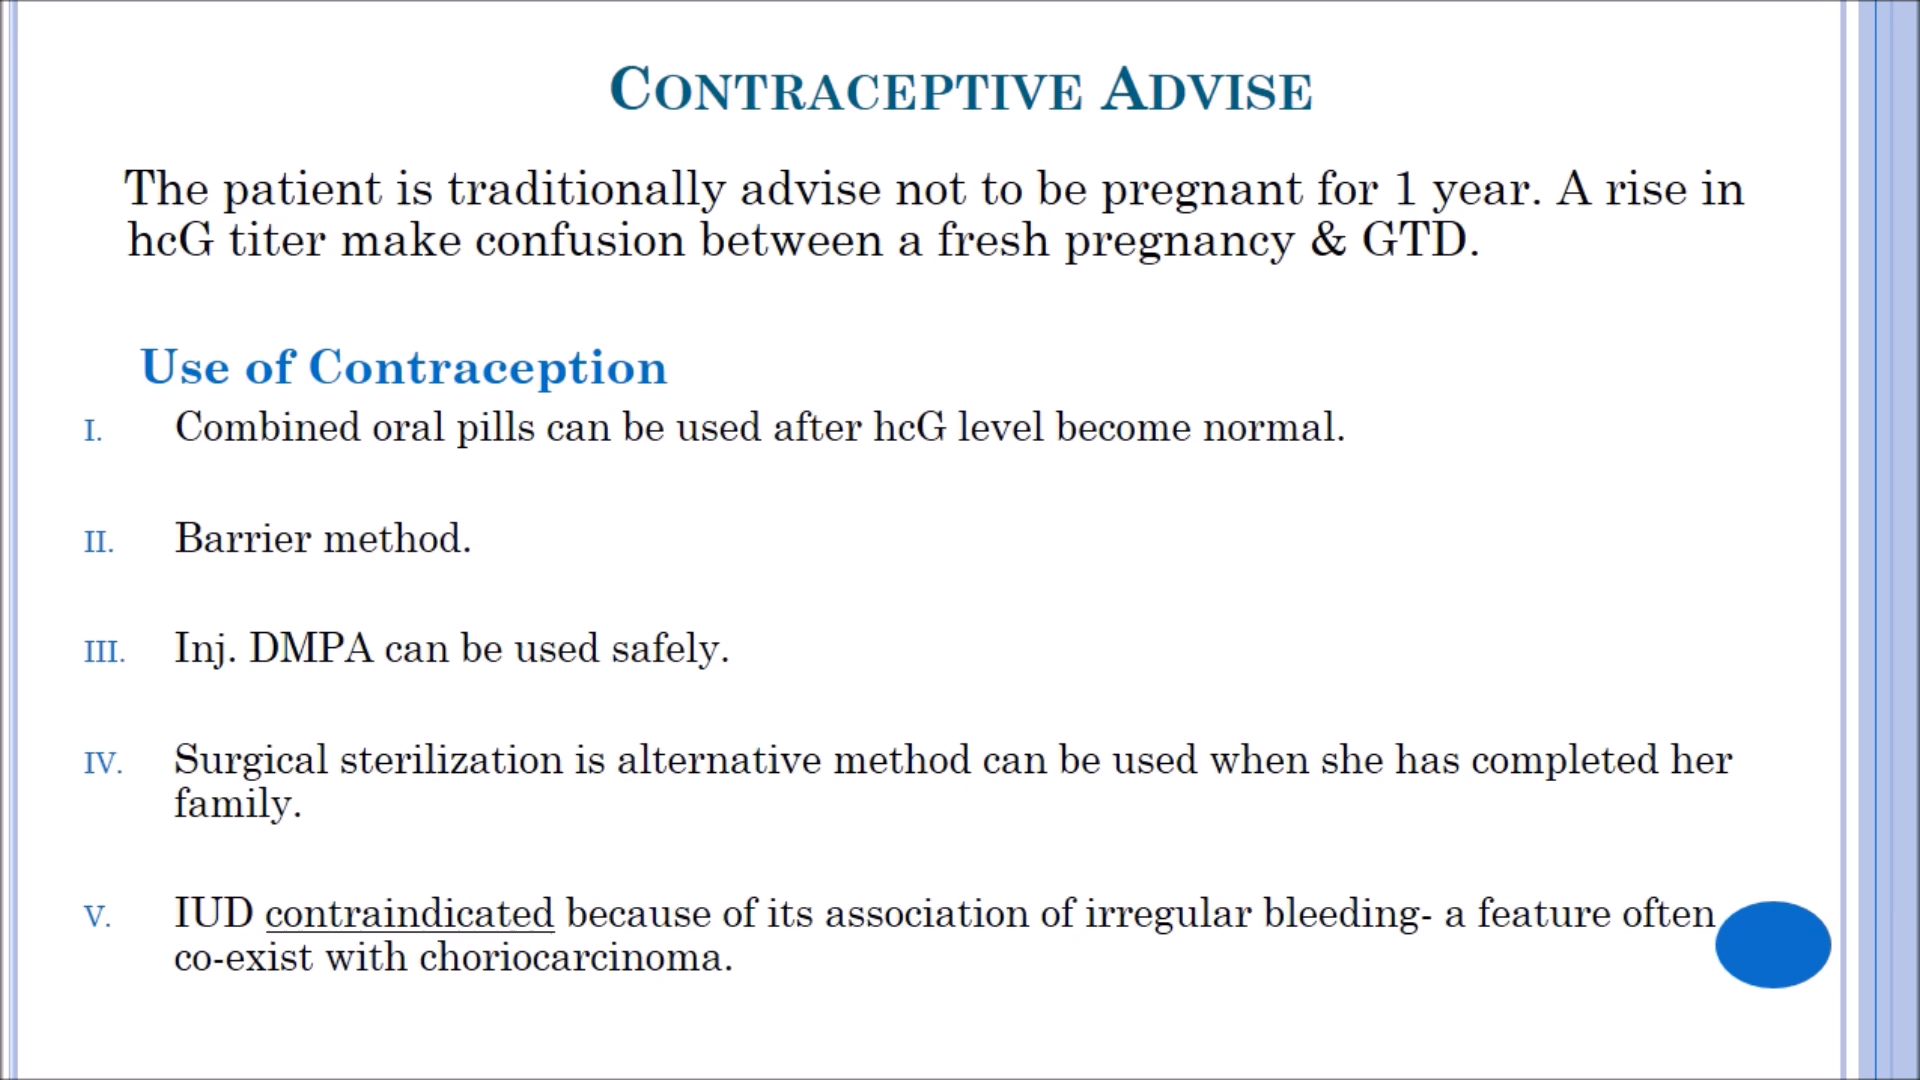 CONTRACEPTIVE ADVISE
The patient is traditionally advise not to be pregnant for 1 year. A rise in
hcG titer make confusion between a fresh pregnancy & GTD.
Use of Contraception
I. Combined oral pills can be used after hcG level become normal.
II. Barrier method.
III. Inj. DMPA can be used safely.
IV. Surgical sterilization is alternative method can be used when she has completed her
family.
V. IUD contraindicated because of its association of irregular bleeding- a feature often
co-exist with choriocarcinoma.